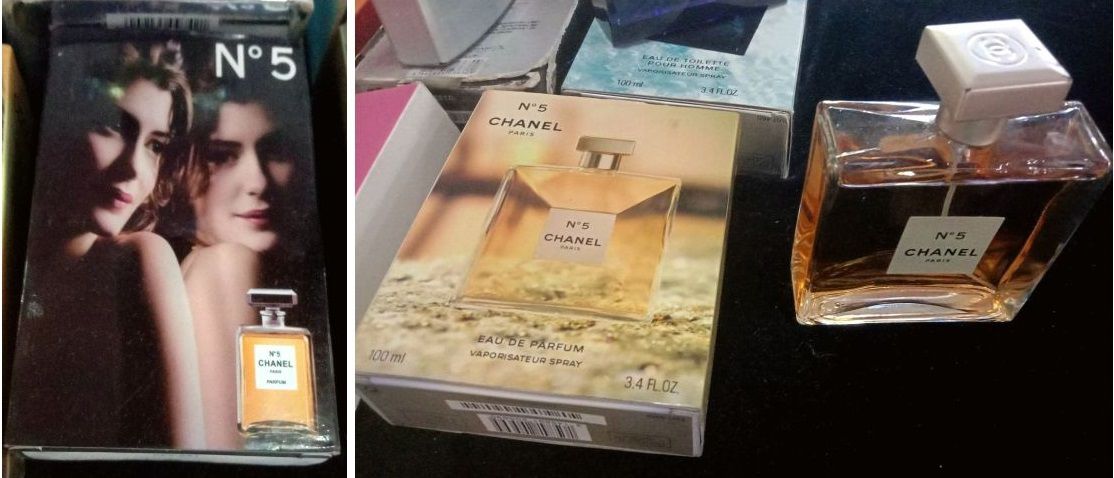 N° 5
N°5
CHANEL
PARIS
PARFUM
EAU DE TOILETTE
POUR HOMME
VAPORISATEUR SPRAY
100 ml
3.4 FL.OZ.
N°5
CHANEL
PARIS
N°5
CHANEL
PARIS
EAU DE PARFUM
VAPORISATEUR SPRAY
100 ml
3.4 FL.OZ.
N°5
CHANEL
PARIS